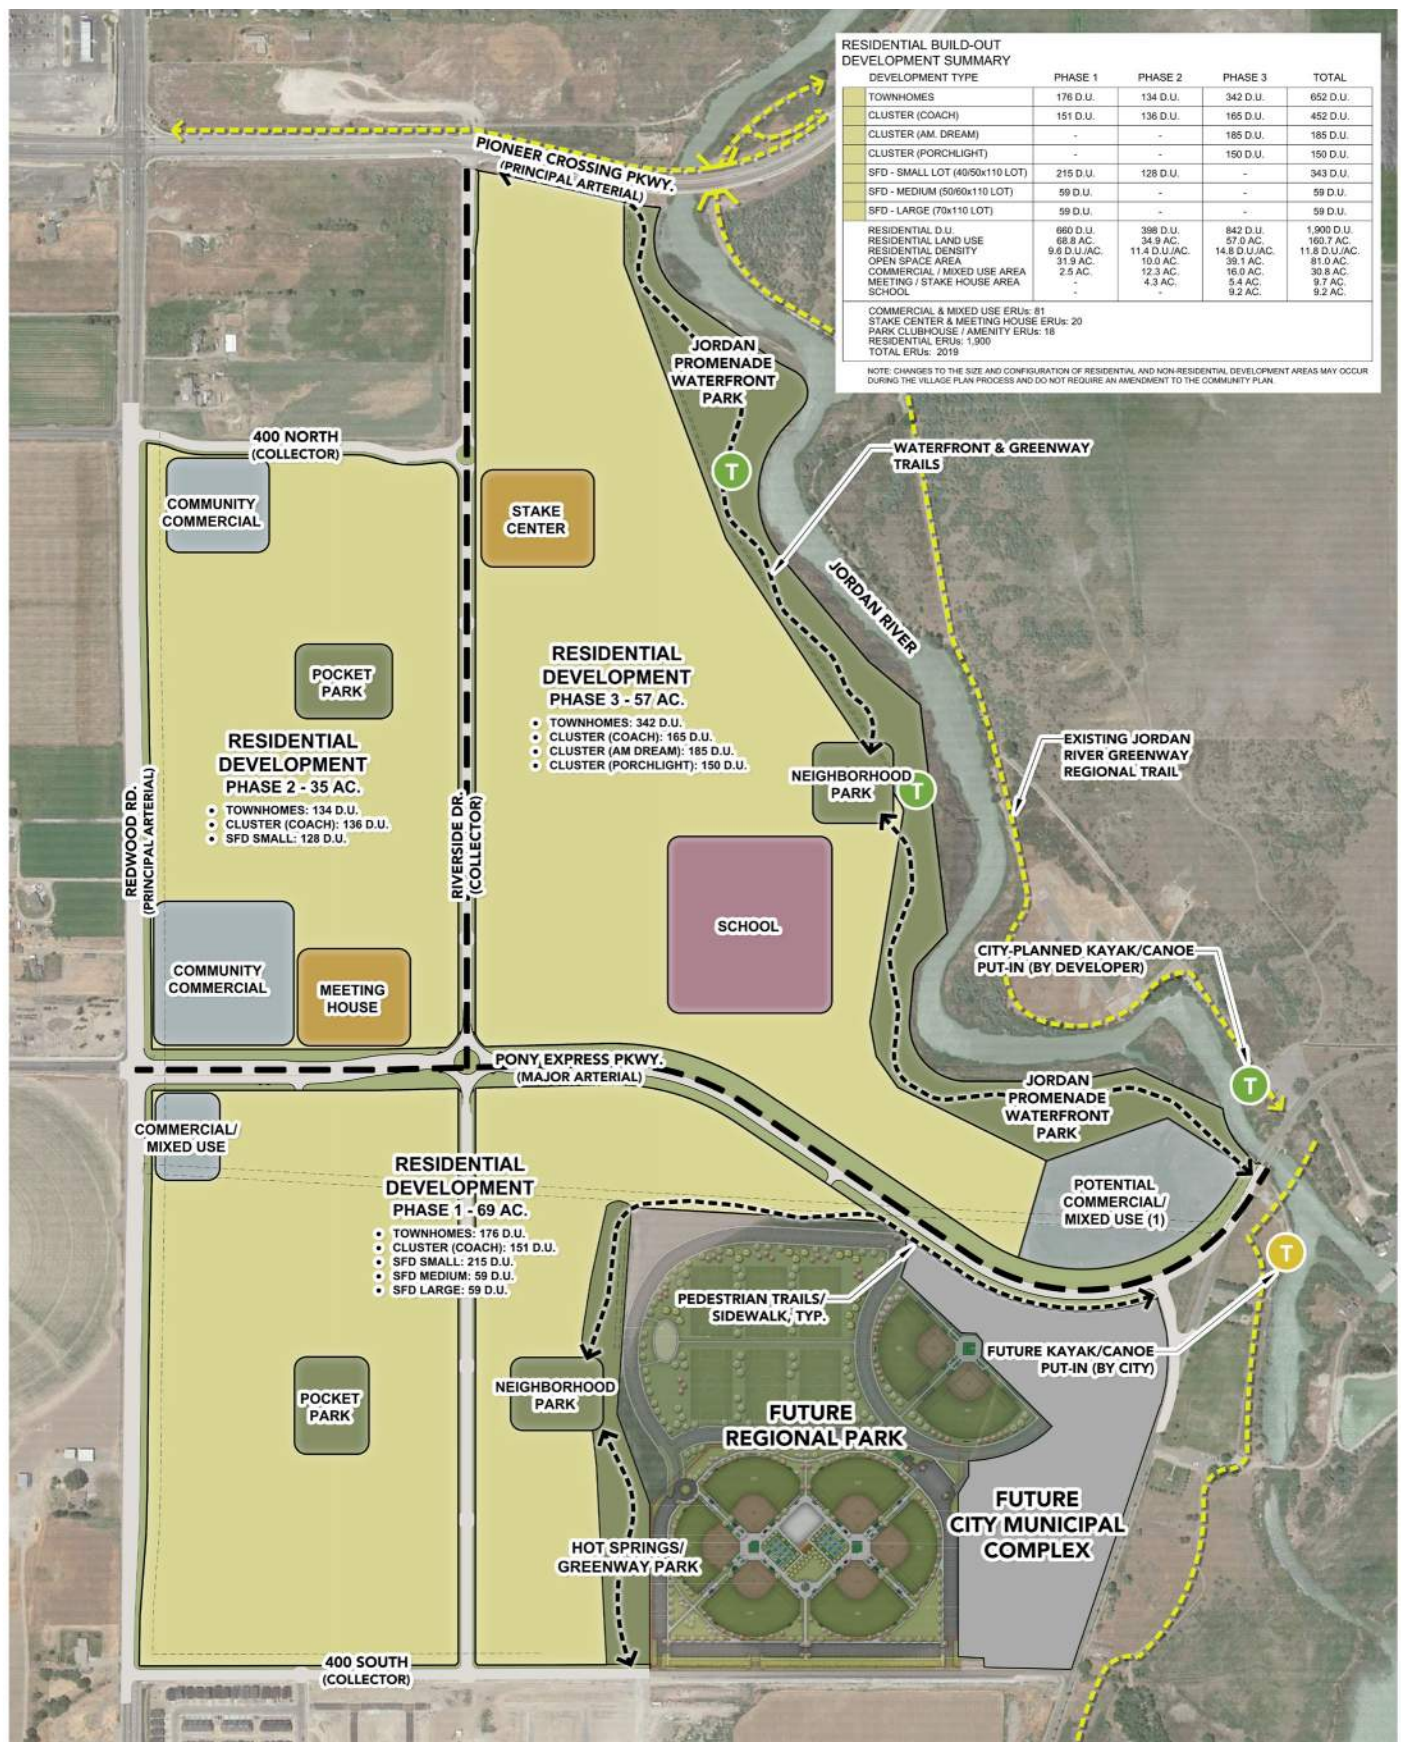 RESIDENTIAL BUILD-OUT
DEVELOPMENT SUMMARY
DEVELOPMENT TYPE PHASE 1 PHASE 2 PHASE 3 TOTAL
TOWNHOMES 176 D.U. 134 D.U. 342 D.U. 652 D.U.
CLUSTER (COACH) 151 D.U. 136 D.U. 165 D.U. 452 D.U.
CLUSTER (AM. DREAM) - - 185 D.U. 185 D.U.
CLUSTER (PORCHLIGHT) - - 150 D.U. 150 D.U.
SFD - SMALL LOT (40/50x110 LOT) 215 D.U. 128 D.U. - 343 D.U.
SFD - MEDIUM (50/60x110 LOT) 59 D.U. - - 59 D.U.
SFD - LARGE (70x110 LOT) 59 D.U. - - 59 D.U.
RESIDENTIAL D.U. 660 D.U. 398 D.U. 842 D.U. 1,900 D.U.
RESIDENTIAL LAND USE 68.8 AC. 34.9 AC. 57.0 AC. 160.7 AC.
RESIDENTIAL DENSITY 9.6 D.U./AC. 11.4 D.U./AC. 14.8 D.U./AC. 11.8 D.U./AC.
OPEN SPACE AREA 31.9 AC. 10.0 AC. 39.1 AC. 81.0 AC.
COMMERCIAL / MIXED USE AREA 2.5 AC. 12.3 AC. 16.0 AC. 30.8 AC.
MEETING / STAKE HOUSE AREA - 4.3 AC. 5.4 AC. 9.7 AC.
SCHOOL - - 9.2 AC. 9.2 AC.
COMMERCIAL & MIXED USE ERUs: 81
STAKE CENTER & MEETING HOUSE ERUs: 20
PARK CLUBHOUSE / AMENITY ERUs: 18
RESIDENTIAL ERUs: 1,900
TOTAL ERUs: 2019
NOTE: CHANGES TO THE SIZE AND CONFIGURATION OF RESIDENTIAL AND NON-RESIDENTIAL DEVELOPMENT AREAS MAY OCCUR
DURING THE VILLAGE PLAN PROCESS AND DO NOT REQUIRE AN AMENDMENT TO THE COMMUNITY PLAN.
PIONEER CROSSING PKWY.
(PRINCIPAL ARTERIAL)
JORDAN
PROMENADE
WATERFRONT
PARK
400 NORTH
(COLLECTOR)
WATERFRONT & GREENWAY
TRAILS
T
COMMUNITY
COMMERCIAL
STAKE
CENTER
JORDAN RIVER
POCKET
PARK
RESIDENTIAL
DEVELOPMENT
PHASE 3 - 57 AC.
• TOWNHOMES: 342 D.U.
• CLUSTER (COACH): 165 D.U.
• CLUSTER (AM DREAM): 185 D.U.
• CLUSTER (PORCHLIGHT): 150 D.U.
RESIDENTIAL
DEVELOPMENT
PHASE 2 - 35 AC.
• TOWNHOMES: 134 D.U.
• CLUSTER (COACH): 136 D.U.
• SFD SMALL: 128 D.U.
EXISTING JORDAN
RIVER GREENWAY
REGIONAL TRAIL
NEIGHBORHOOD
PARK
T
REDWOOD RD.
(PRINCIPAL ARTERIAL)
RIVERSIDE DR.
(COLLECTOR)
SCHOOL
COMMUNITY
COMMERCIAL
MEETING
HOUSE
CITY-PLANNED KAYAK/CANOE
PUT-IN (BY DEVELOPER)
PONY EXPRESS PKWY.
(MAJOR ARTERIAL)
JORDAN
PROMENADE
WATERFRONT
PARK
T
COMMERCIAL/
MIXED USE
RESIDENTIAL
DEVELOPMENT
PHASE 1 - 69 AC.
• TOWNHOMES: 176 D.U.
• CLUSTER (COACH): 151 D.U.
• SFD SMALL: 215 D.U.
• SFD MEDIUM: 59 D.U.
• SFD LARGE: 59 D.U.
POTENTIAL
COMMERCIAL/
MIXED USE (1)
T
PEDESTRIAN TRAILS/
SIDEWALK, TYP.
FUTURE KAYAK/CANOE
PUT-IN (BY CITY)
POCKET
PARK
NEIGHBORHOOD
PARK
FUTURE
REGIONAL PARK
FUTURE
CITY MUNICIPAL
COMPLEX
HOT SPRINGS/
GREENWAY PARK
400 SOUTH
(COLLECTOR)